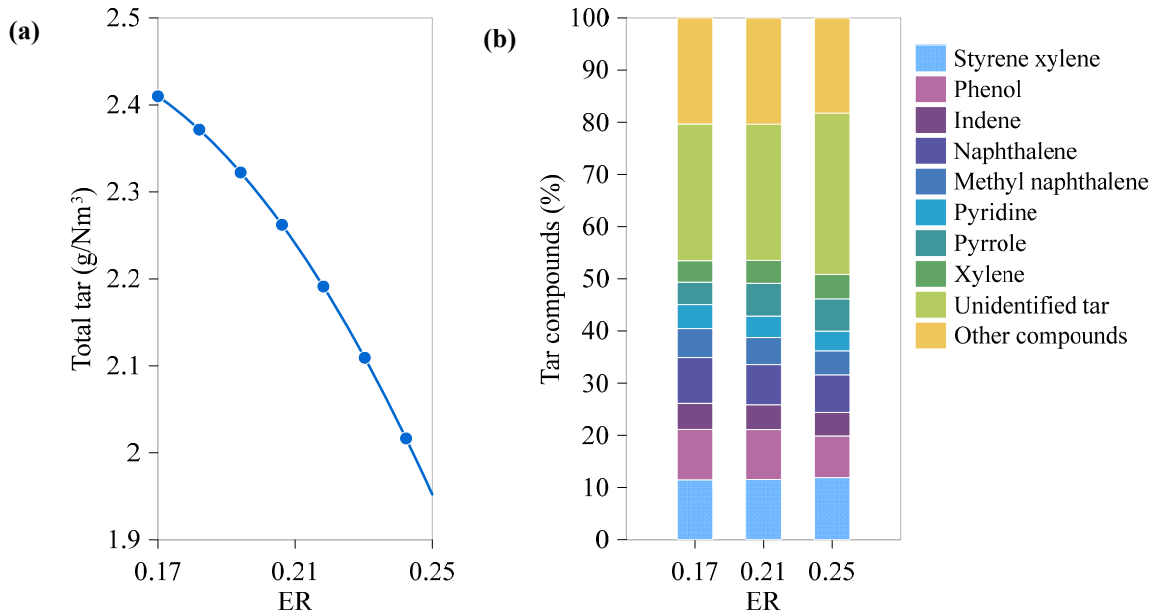 (a)
Total tar (g/Nm³)
2.5
2.4
2.3
2.2
2.1
2
1.9
0.17 0.21 0.25
ER
(b)
Tar compounds (%)
100
90
80
70
60
50
40
30
20
10
0
0.17 0.21 0.25
ER
Styrene xylene
Phenol
Indene
Naphthalene
Methyl naphthalene
Pyridine
Pyrrole
Xylene
Unidentified tar
Other compounds